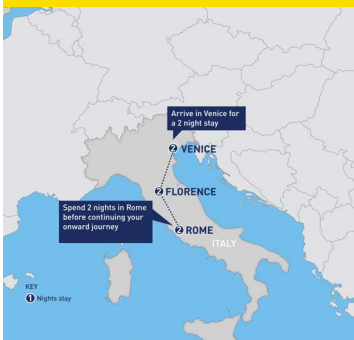 Arrive in Venice for
a 2 night stay
2 VENICE
2 FLORENCE
Spend 2 nights in Rome
before continuing your
onward journey
2 ROME
ITALY
KEY
1 Nights stay